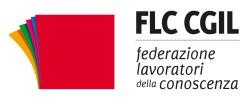 FLC CGIL
federazione
lavoratori
della conoscenza